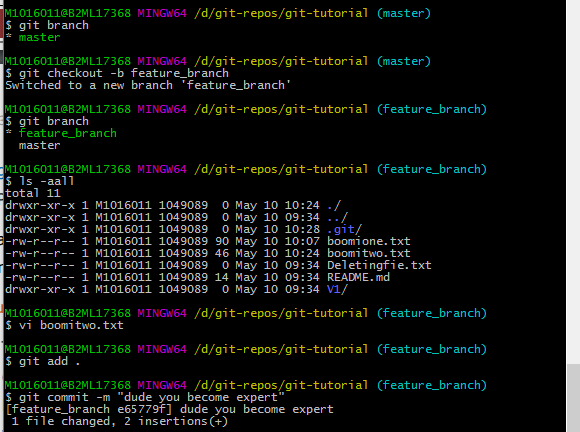 M1016011@B2ML17368 MINGW64 /d/git-repos/git-tutorial (master)
$ git branch
* master
M1016011@B2ML17368 MINGW64 /d/git-repos/git-tutorial (master)
$ git checkout -b feature_branch
Switched to a new branch 'feature_branch'
M1016011@B2ML17368 MINGW64 /d/git-repos/git-tutorial (feature_branch)
$ git branch
* feature_branch
  master
M1016011@B2ML17368 MINGW64 /d/git-repos/git-tutorial (feature_branch)
$ ls -aall
total 11
drwxr-xr-x 1 M1016011 1049089  0 May 10 10:24 ./
drwxr-xr-x 1 M1016011 1049089  0 May 10 09:34 ../
drwxr-xr-x 1 M1016011 1049089  0 May 10 10:28 .git/
-rw-r--r-- 1 M1016011 1049089 90 May 10 10:07 boomione.txt
-rw-r--r-- 1 M1016011 1049089 46 May 10 10:24 boomitwo.txt
-rw-r--r-- 1 M1016011 1049089  0 May 10 09:34 Deletingfie.txt
-rw-r--r-- 1 M1016011 1049089 14 May 10 09:34 README.md
drwxr-xr-x 1 M1016011 1049089  0 May 10 09:34 V1/
M1016011@B2ML17368 MINGW64 /d/git-repos/git-tutorial (feature_branch)
$ vi boomitwo.txt
M1016011@B2ML17368 MINGW64 /d/git-repos/git-tutorial (feature_branch)
$ git add .
M1016011@B2ML17368 MINGW64 /d/git-repos/git-tutorial (feature_branch)
$ git commit -m "dude you become expert"
[feature_branch e65779f] dude you become expert
 1 file changed, 2 insertions(+)